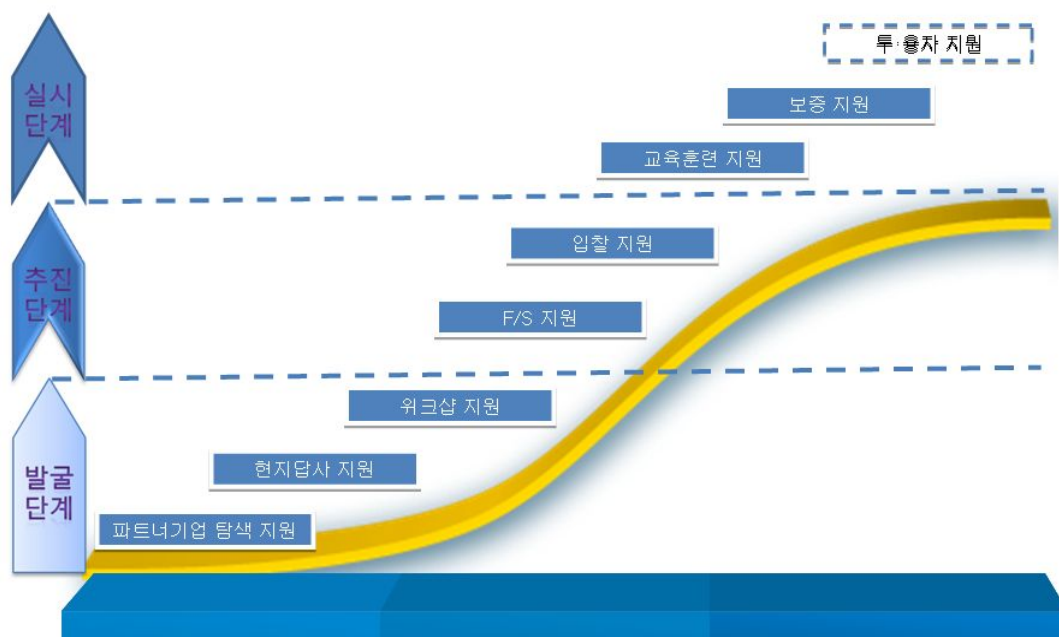 투·융자 지원
실시
단계
보증 지원
교육훈련 지원
추진
단계
입찰 지원
F/S 지원
위크샵 지원
발굴
단계
현지답사 지원
파트너기업 탐색 지원